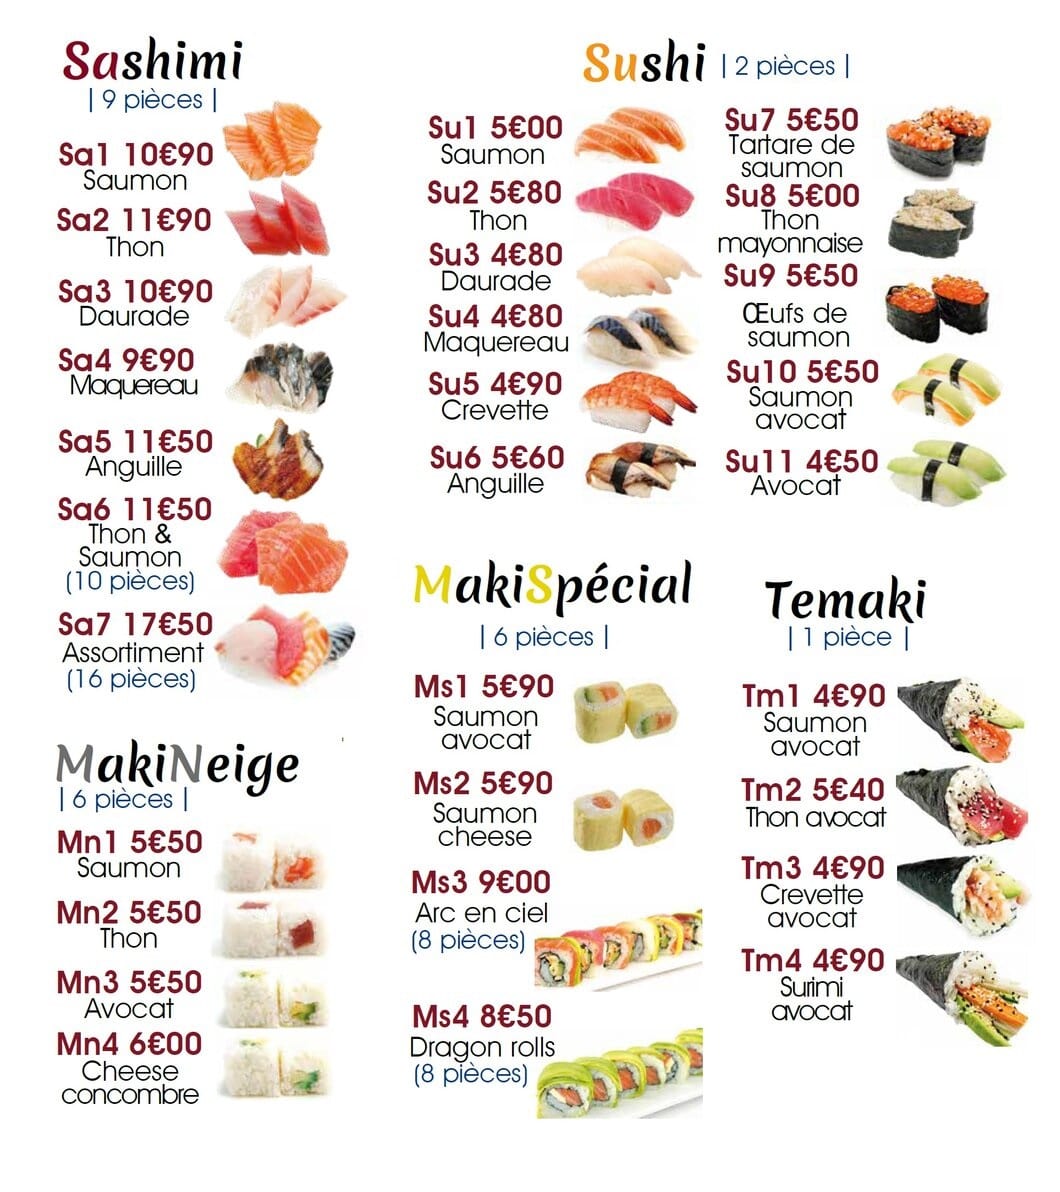 Sashimi
| 9 pièces |
Sa1 10€90
Saumon
Sa2 11€90
Thon
Sa3 10€90
Daurade
Sa4 9€90
Maquereau
Sa5 11€50
Anguille
Sa6 11€50
Thon &
Saumon
(10 pièces)
Sa7 17€50
Assortiment
(16 pièces)
MakiNeige
| 6 pièces |
Mn1 5€50
Saumon
Mn2 5€50
Thon
Mn3 5€50
Avocat
Mn4 6€00
Cheese
concombre
Sushi | 2 pièces |
Su1 5€00
Saumon
Su2 5€80
Thon
Su3 4€80
Daurade
Su4 4€80
Maquereau
Su5 4€90
Crevette
Su6 5€60
Anguille
Su7 5€50
Tartare de
saumon
Su8 5€00
Thon
mayonnaise
Su9 5€50
Œufs de
saumon
Su10 5€50
Saumon
avocat
Su11 4€50
Avocat
MakiSpécial
| 6 pièces |
Ms1 5€90
Saumon
avocat
Ms2 5€90
Saumon
cheese
Ms3 9€00
Arc en ciel
(8 pièces)
Ms4 8€50
Dragon rolls
(8 pièces)
Temaki
| 1 pièce |
Tm1 4€90
Saumon
avocat
Tm2 5€40
Thon avocat
Tm3 4€90
Crevette
avocat
Tm4 4€90
Surimi
avocat